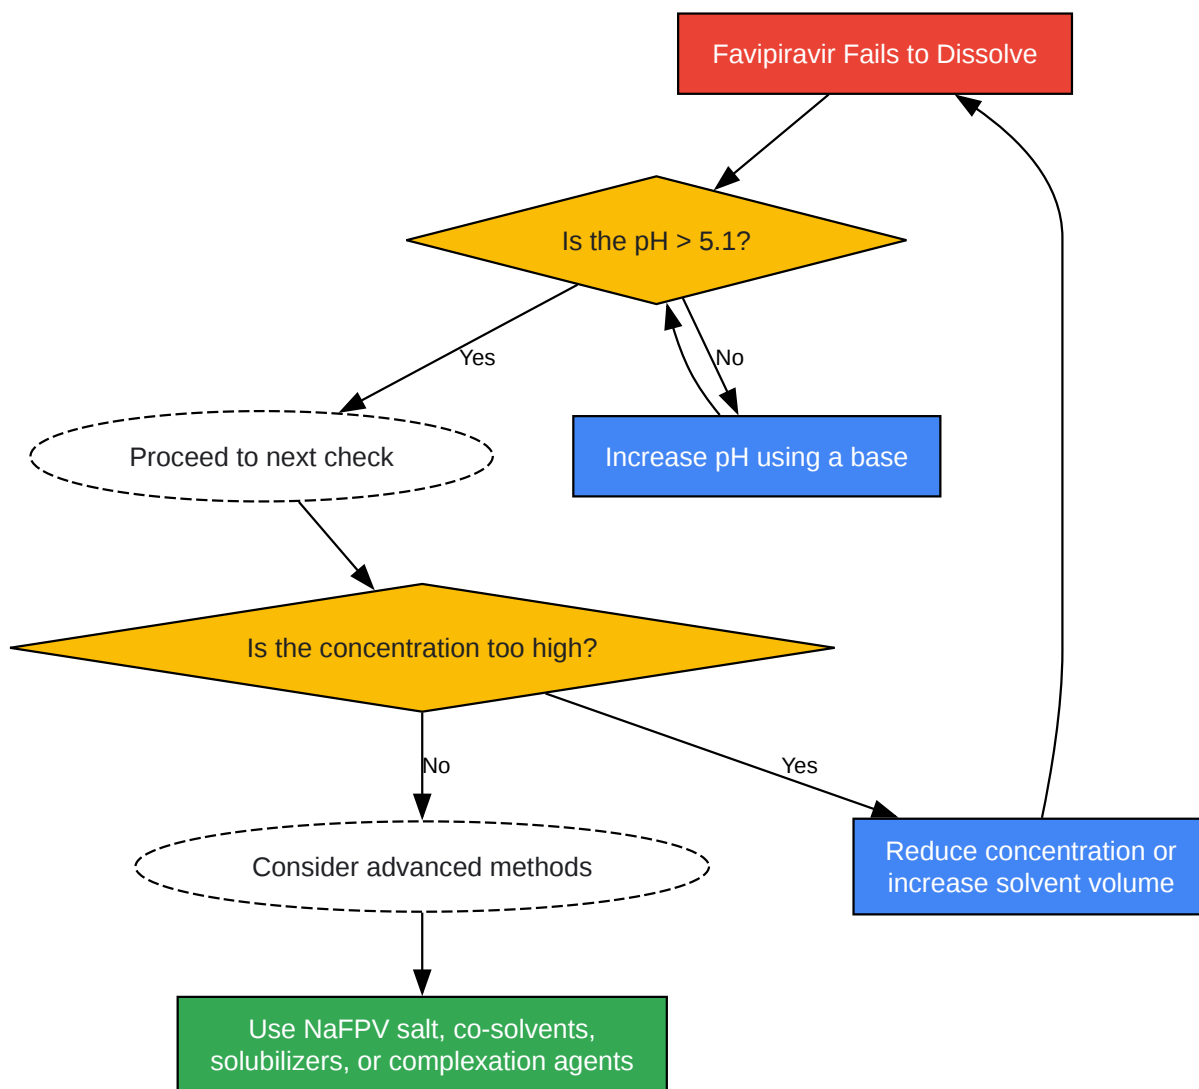 Favipiravir Fails to Dissolve
Is the pH > 5.1?
Yes
No
Proceed to next check
Increase pH using a base
Is the concentration too high?
No
Yes
Consider advanced methods
Reduce concentration or
increase solvent volume
Use NaFPV salt, co-solvents,
solubilizers, or complexation agents